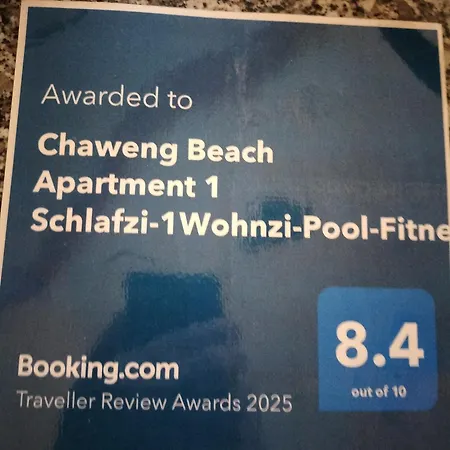 Awarded to
Chaweng Beach
Apartment 1
Schlafzi-1Wohnzi-Pool-Fitne
8.4
out of 10
Booking.com
Traveller Review Awards 2025